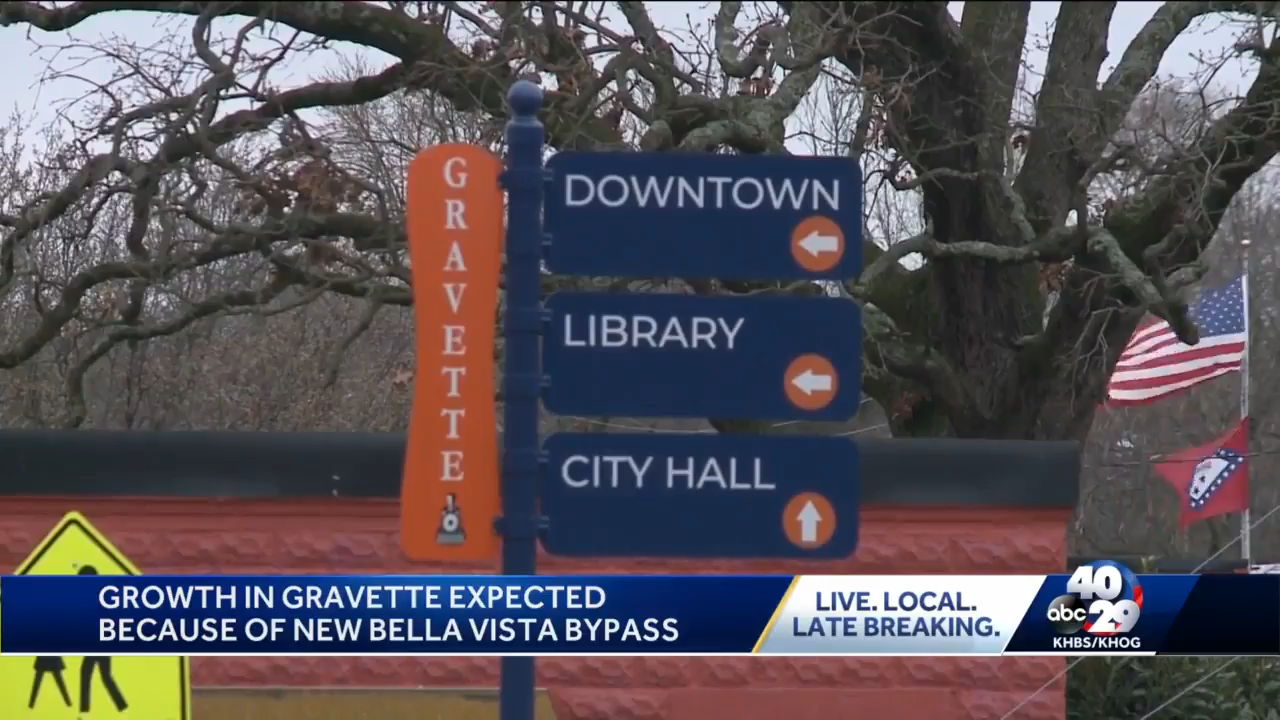 GRAVETTE
DOWNTOWN
LIBRARY
CITY HALL
GROWTH IN GRAVETTE EXPECTED
BECAUSE OF NEW BELLA VISTA BYPASS
LIVE. LOCAL.
LATE BREAKING.
40
abc 29
KHBS/KHOG